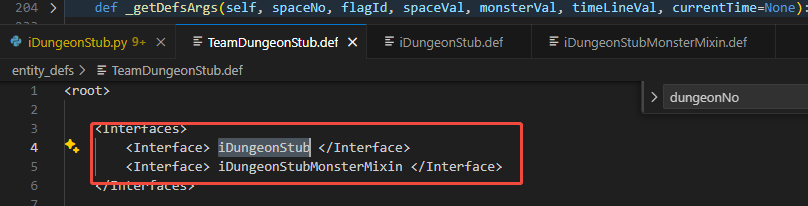 204 > def _getDefsArgs(self, spaceNo, flagId, spaceVal, monsterVal, timeLineVal, currentTime=None):
iDungeonStub.py 9+ × TeamDungeonStub.def × iDungeonStub.def iDungeonStubMonsterMixin.def
entity_defs > TeamDungeonStub.def
> dungeonNo
1 <root>
2
3 <Interfaces>
4 <Interface> iDungeonStub </Interface>
5 <Interface> iDungeonStubMonsterMixin </Interface>
6 </Interfaces>